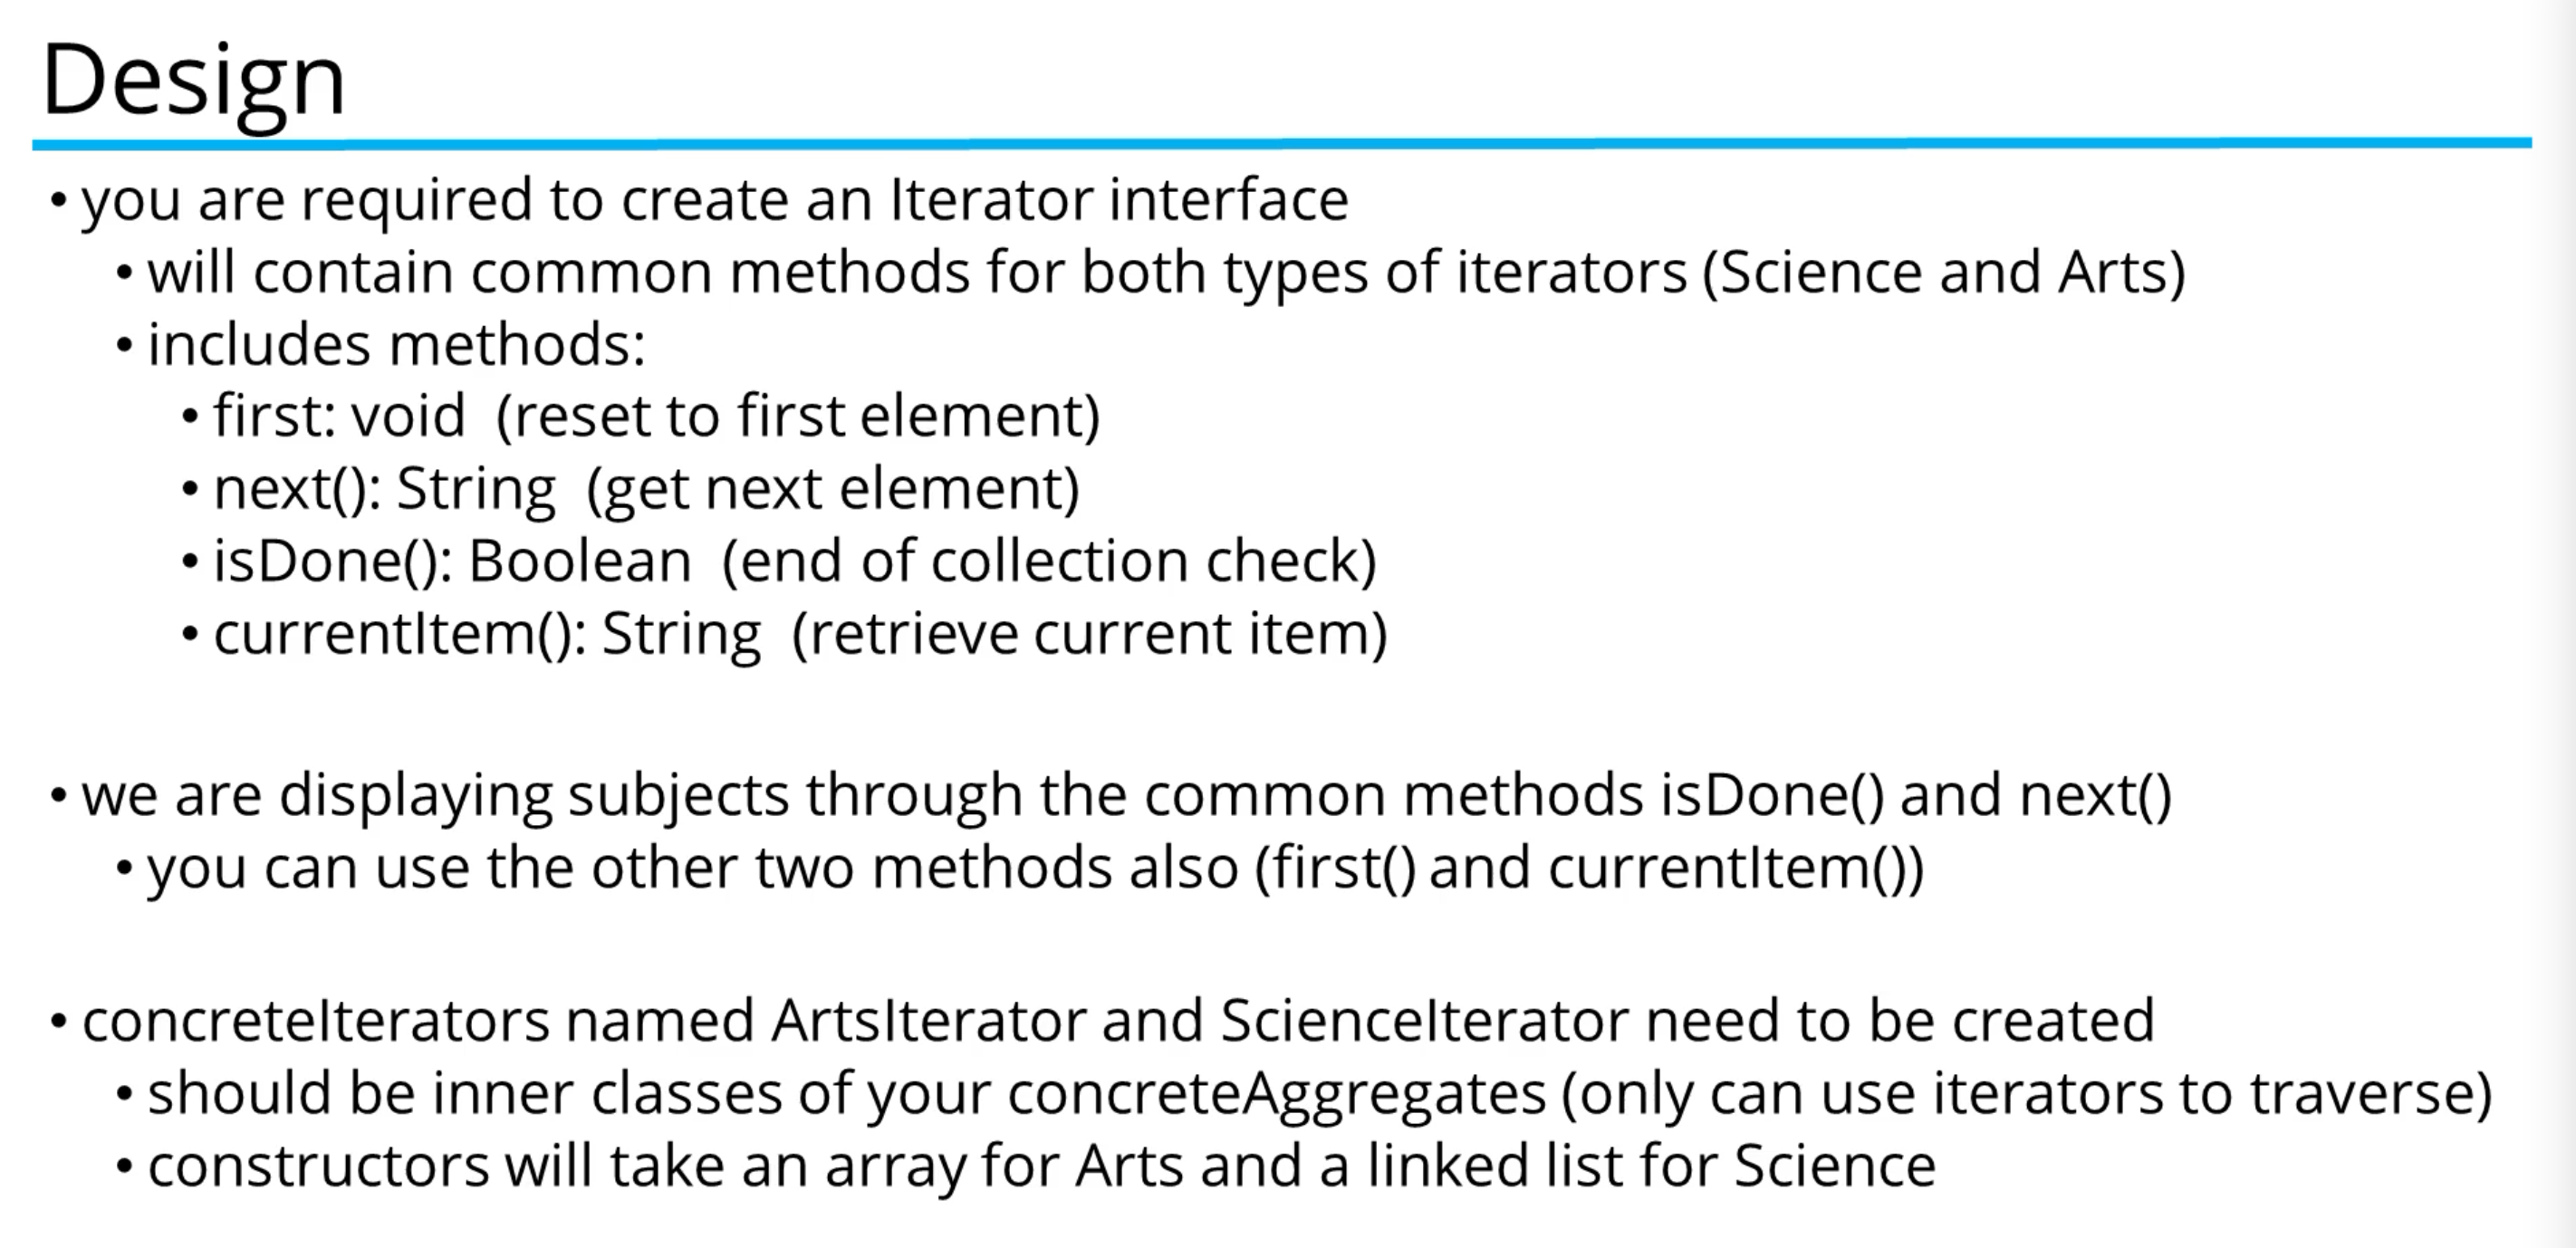 Design
• you are required to create an Iterator interface
• will contain common methods for both types of iterators (Science and Arts)
• includes methods:
• first: void (reset to first element)
• next(): String (get next element)
• isDone(): Boolean (end of collection check)
• currentItem(): String (retrieve current item)
• we are displaying subjects through the common methods isDone() and next()
• you can use the other two methods also (first() and currentItem())
• concreteIterators named ArtsIterator and ScienceIterator need to be created
• should be inner classes of your concreteAggregates (only can use iterators to traverse)
• constructors will take an array for Arts and a linked list for Science